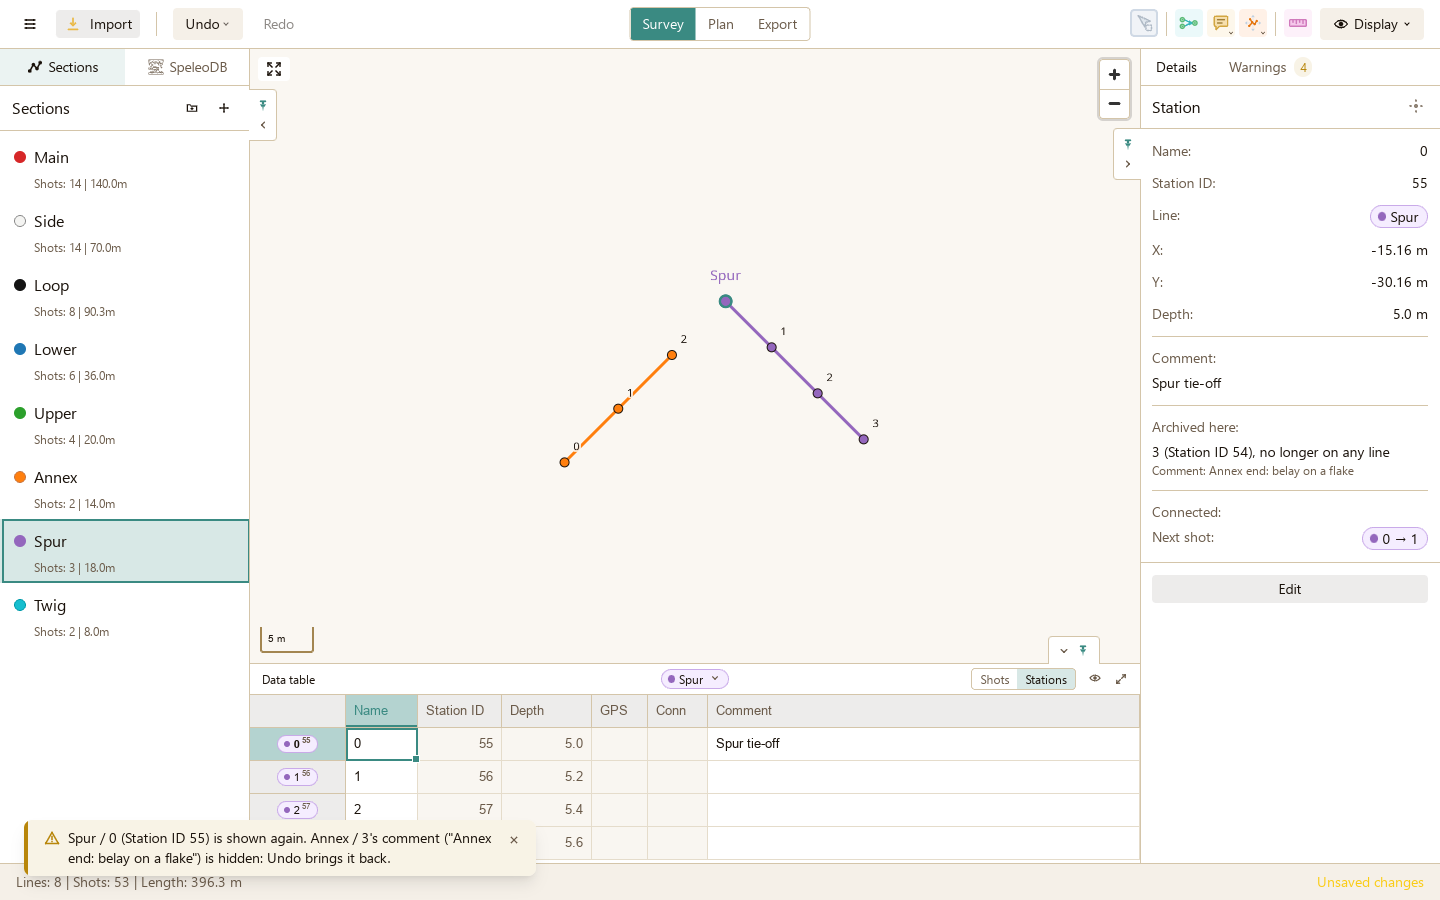 Import
Undo
Redo
Survey
Plan
Export
Display
Sections
SpeleoDB
Sections
Main
Shots: 14 | 140.0m
Side
Shots: 14 | 70.0m
Loop
Shots: 8 | 90.3m
Lower
Shots: 6 | 36.0m
Upper
Shots: 4 | 20.0m
Annex
Shots: 2 | 14.0m
Spur
Shots: 3 | 18.0m
Twig
Shots: 2 | 8.0m
Spur
1
2
3
2
1
0
5 m
Details
Warnings 4
Station
Name: 0
Station ID: 55
Line: Spur
X: -15.16 m
Y: -30.16 m
Depth: 5.0 m
Comment:
Spur tie-off
Archived here:
3 (Station ID 54), no longer on any line
Comment: Annex end: belay on a flake
Connected:
Next shot: 0 → 1
Edit
Data table
Spur
Shots
Stations
Name Station ID Depth GPS Conn Comment
0 55 0 55 5.0 Spur tie-off
1 56 1 56 5.2
2 57 2 57 5.4
5.6
Spur / 0 (Station ID 55) is shown again. Annex / 3's comment ("Annex
end: belay on a flake") is hidden: Undo brings it back.
Lines: 8 | Shots: 53 | Length: 396.3 m
Unsaved changes